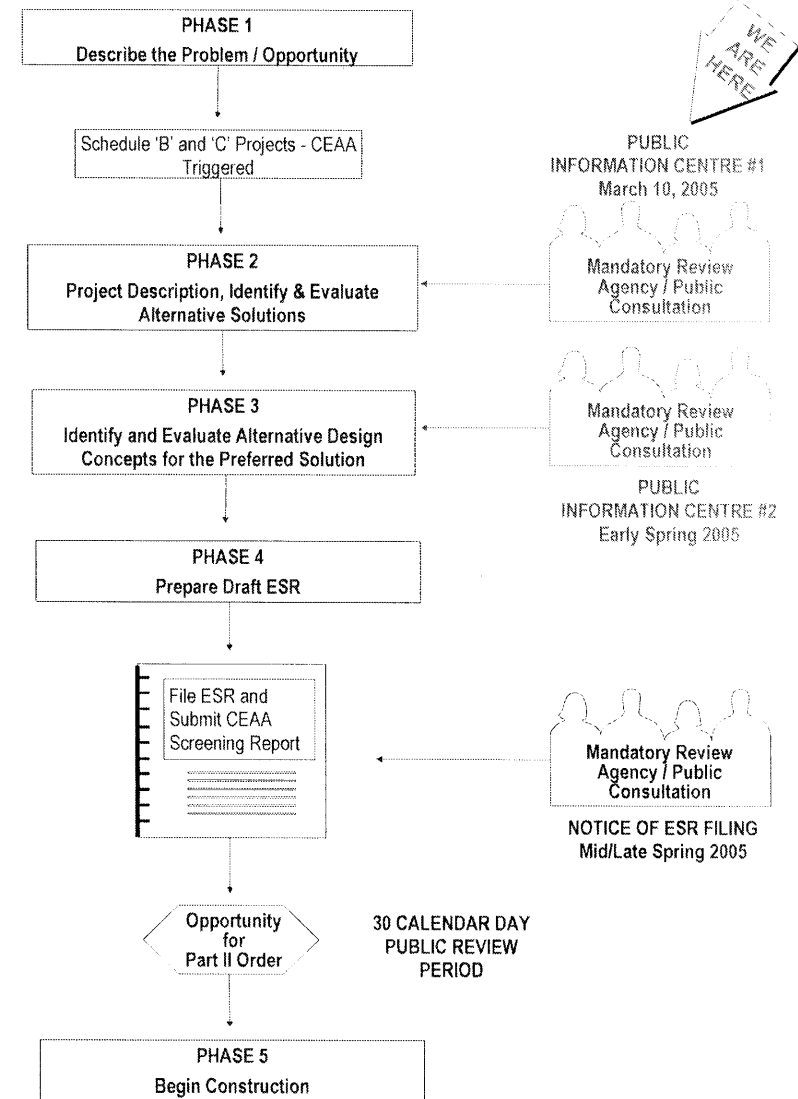 PHASE 1
Describe the Problem / Opportunity
WE
ARE
HERE
Schedule 'B' and 'C' Projects - CEAA
Triggered
PUBLIC
INFORMATION CENTRE #1
March 10, 2005
PHASE 2
Project Description, Identify & Evaluate
Alternative Solutions
Mandatory Review
Agency / Public
Consultation
PHASE 3
Identify and Evaluate Alternative Design
Concepts for the Preferred Solution
Mandatory Review
Agency / Public
Consultation
PUBLIC
INFORMATION CENTRE #2
Early Spring 2005
PHASE 4
Prepare Draft ESR
File ESR and
Submit CEAA
Screening Report
Mandatory Review
Agency / Public
Consultation
NOTICE OF ESR FILING
Mid/Late Spring 2005
Opportunity
for
Part II Order
30 CALENDAR DAY
PUBLIC REVIEW
PERIOD
PHASE 5
Begin Construction